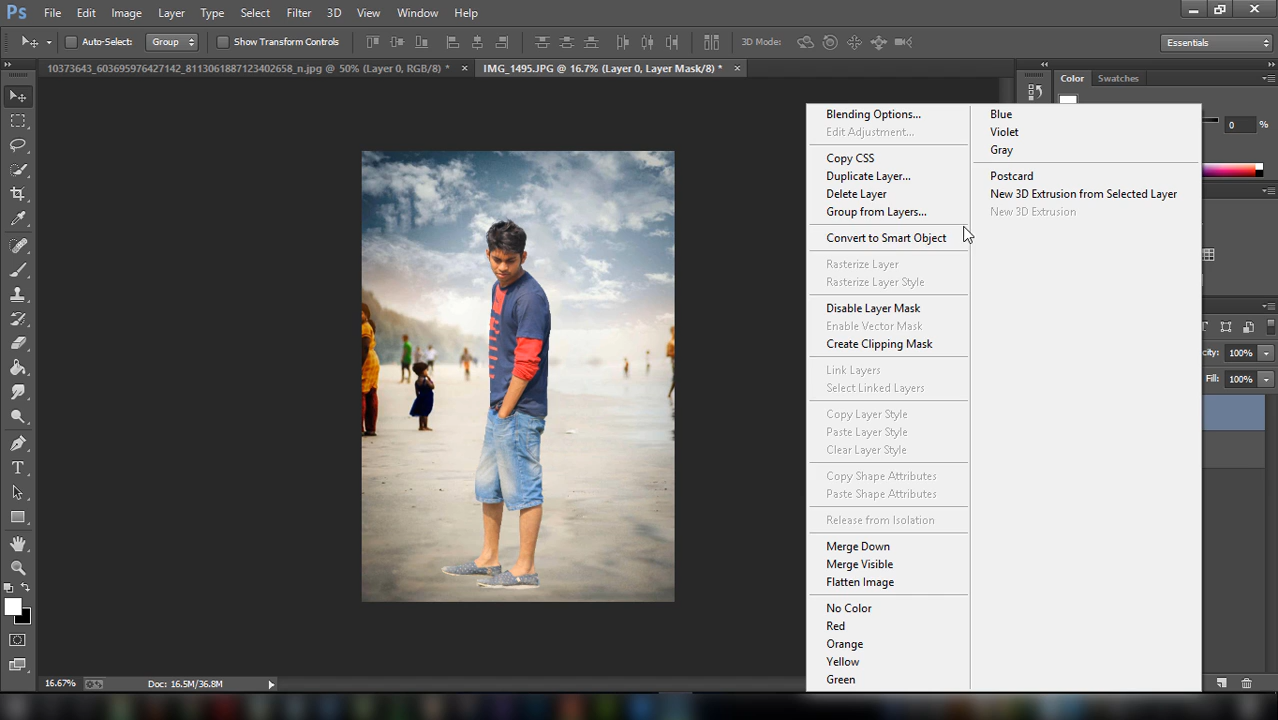 Ps File Edit Image Layer Type Select Filter 3D View Window Help
Auto-Select: Group Show Transform Controls 3D Mode: Essentials
10373643_603695976427142_8113061887123402658_n.jpg @ 50% (Layer 0, RGB/8) * × IMG_1495.JPG @ 16.7% (Layer 0, Layer Mask/8) * ×
Color Swatches
0 %
Blending Options...
Edit Adjustment...
Copy CSS
Duplicate Layer...
Delete Layer
Group from Layers...
Convert to Smart Object
Rasterize Layer
Rasterize Layer Style
Disable Layer Mask
Enable Vector Mask
Create Clipping Mask
Link Layers
Select Linked Layers
Copy Layer Style
Paste Layer Style
Clear Layer Style
Copy Shape Attributes
Paste Shape Attributes
Release from Isolation
Merge Down
Merge Visible
Flatten Image
No Color
Red
Orange
Yellow
Green
Blue
Violet
Gray
Postcard
New 3D Extrusion from Selected Layer
New 3D Extrusion
100%
Fill: 100%
16.67% Doc: 16.5M/36.8M